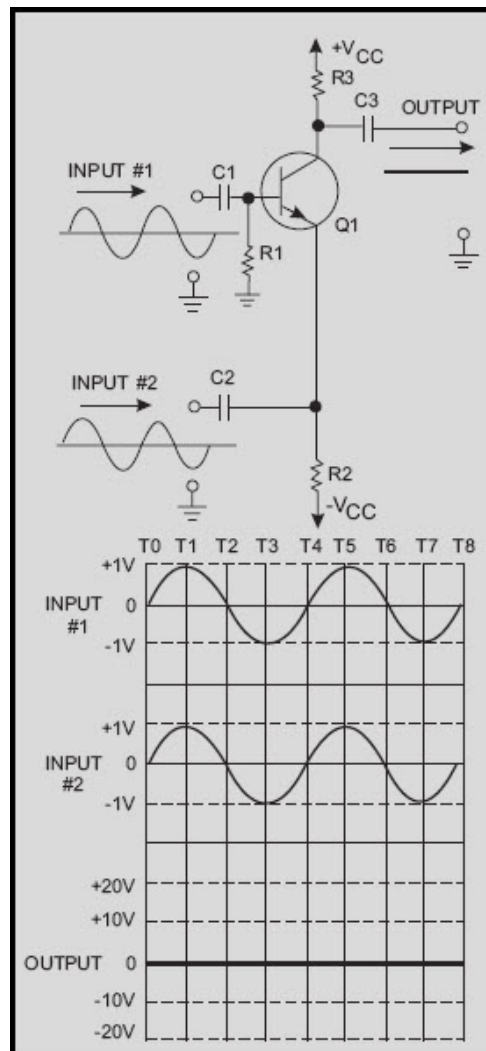 +VCC
R3
C3
OUTPUT
INPUT #1
C1
Q1
R1
INPUT #2
C2
R2
-VCC
T0 T1 T2 T3 T4 T5 T6 T7 T8
+1V
INPUT 0
#1
-1V
+1V
INPUT 0
#2
-1V
+20V
+10V
OUTPUT 0
-10V
-20V